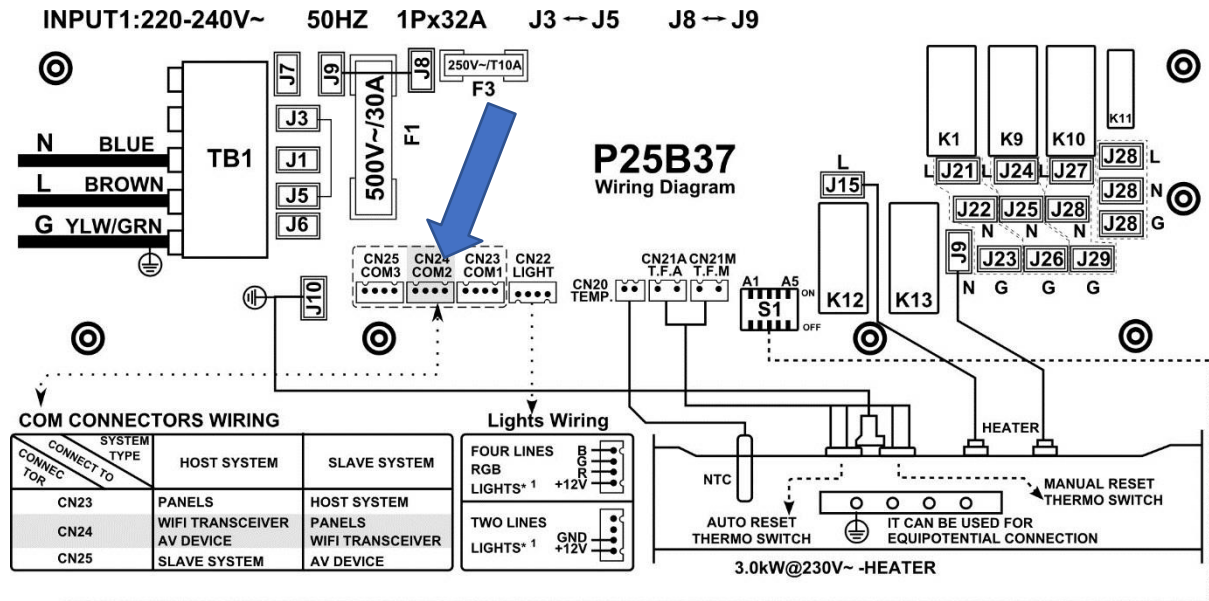 INPUT1:220-240V~ 50HZ 1Px32A J3 ↔ J5 J8 ↔ J9
J7
J9
J8
250V~/T10A
F3
J3
500V~/30A
F1
K1
K9
K10
K11
N BLUE
TB1
J1
P25B37
Wiring Diagram
L
J15
L J21
L J24
L J27
J28 L
L BROWN
J5
J28 N
G YLW/GRN
J6
J22
J25
J28
J28 G
N N N
J9
J23
J26
J29
N G G G
CN25
COM3
CN24
COM2
CN23
COM1
CN22
LIGHT
CN20
TEMP.
CN21A
T.F.A
CN21M
T.F.M
A1 A5
ON
S1
OFF
K12
K13
J10
COM CONNECTORS WIRING
CONNECTOR
CONNECT TO
SYSTEM
TYPE
HOST SYSTEM
SLAVE SYSTEM
CN23
PANELS
HOST SYSTEM
CN24
WIFI TRANSCEIVER
AV DEVICE
PANELS
WIFI TRANSCEIVER
CN25
SLAVE SYSTEM
AV DEVICE
Lights Wiring
FOUR LINES
RGB
LIGHTS* 1
B
G
R
+12V
TWO LINES
LIGHTS* 1
GND
+12V
HEATER
NTC
AUTO RESET
THERMO SWITCH
MANUAL RESET
THERMO SWITCH
IT CAN BE USED FOR
EQUIPOTENTIAL CONNECTION
3.0kW@230V~ -HEATER